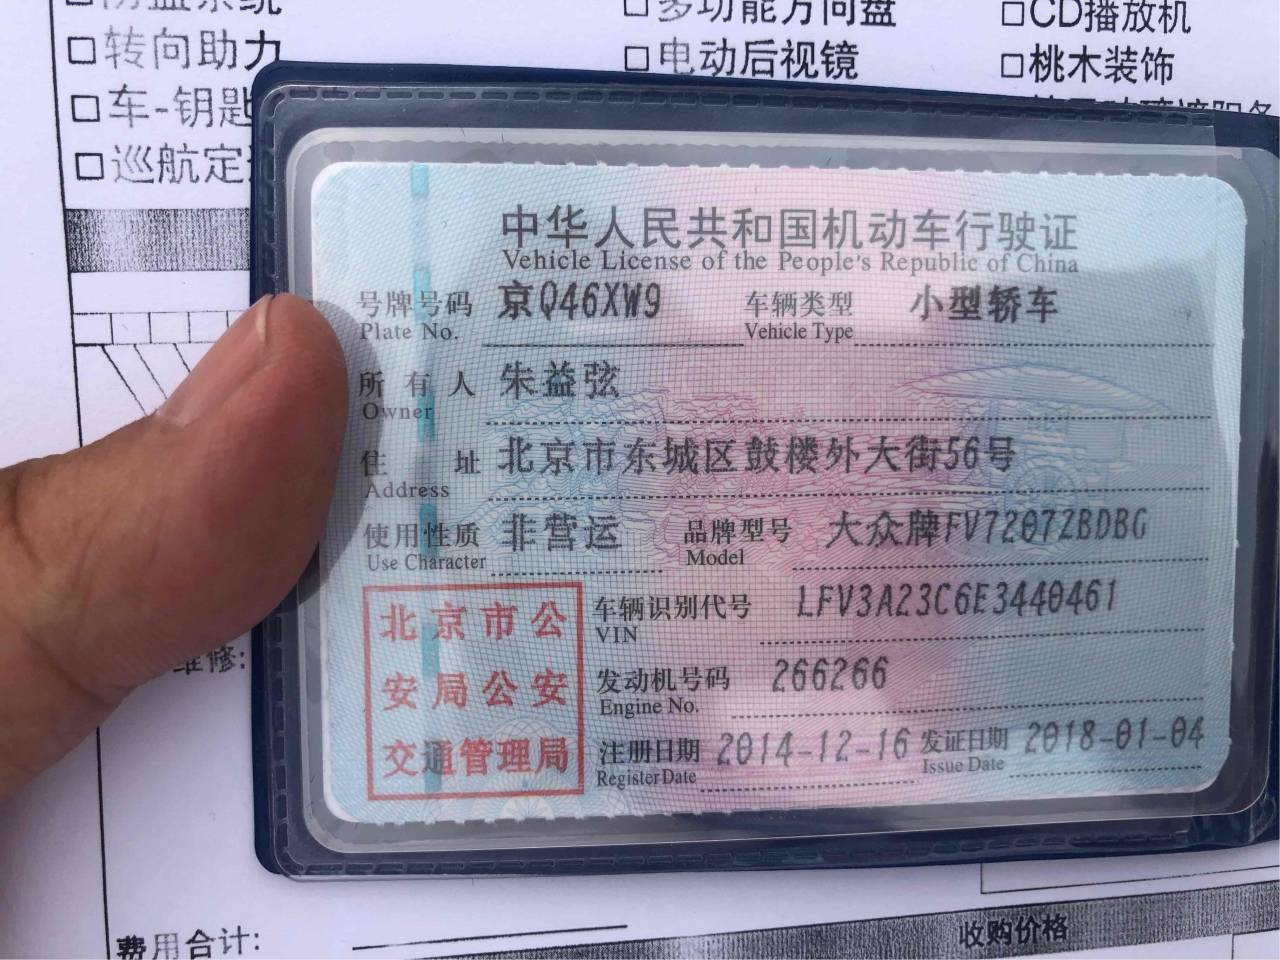 □多功能方向盘
□CD播放机
□转向助力
□电动后视镜
□桃木装饰
□车-钥匙
□巡航定
中华人民共和国机动车行驶证
Vehicle License of the People's Republic of China
号牌号码 京Q46XW9 车辆类型 小型轿车
Plate No. Vehicle Type
所有人 朱益弦
Owner
住址 北京市东城区鼓楼外大街56号
Address
使用性质 非营运 品牌型号 大众牌FV7207ZBDBG
Use Character Model
北京市公
安局公安
交通管理局
车辆识别代号 LFV3A23C6E3440461
VIN
发动机号码 266266
Engine No.
注册日期 2014-12-16 发证日期 2018-01-04
Register Date Issue Date
维修:
费用合计:
收购价格